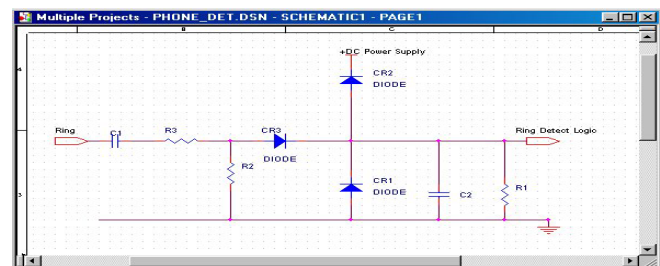 Multiple Projects - PHONE_DET.DSN - SCHEMATIC1 - PAGE1
B C D
+DC Power Supply
4
CR2
DIODE
Ring C1 R3 CR3 Ring Detect Logic
DIODE
R2
CR1
DIODE C2 R1
3